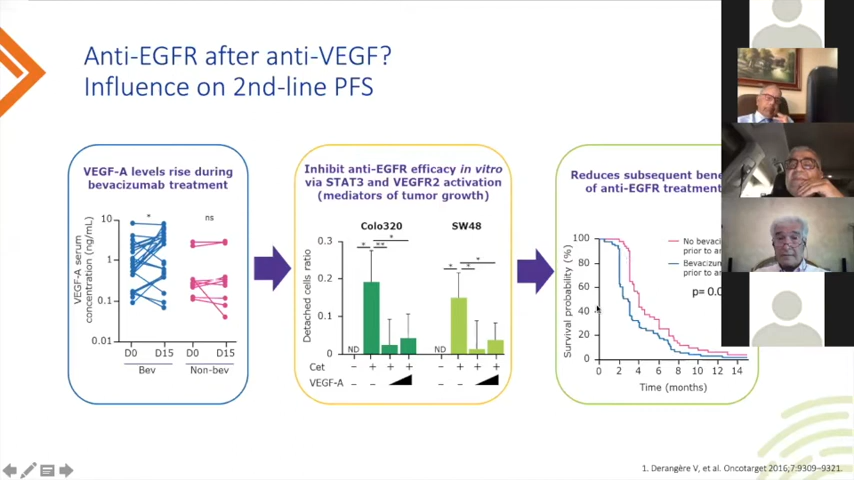 Anti-EGFR after anti-VEGF?
Influence on 2nd-line PFS
VEGF-A levels rise during
bevacizumab treatment
VEGF-A serum
concentration (ng/mL)
10
1
0.1
0.01
*
ns
D0 D15 D0 D15
Bev Non-bev
Inhibit anti-EGFR efficacy in vitro
via STAT3 and VEGFR2 activation
(mediators of tumor growth)
Colo320 SW48
Detached cells ratio
0.3
0.2
0.1
0
* ** *
* * *
ND ND
Cet – + + + – + + +
VEGF-A – – – –
Reduces subsequent
of anti-EGFR
Survival probability (%)
100
80
60
40
20
0
No
prior to
prior to
0 2 4 6 8 10 12 14
Time (months)
1. Derangère V, et al. Oncotarget 2016;7:9309–9321.